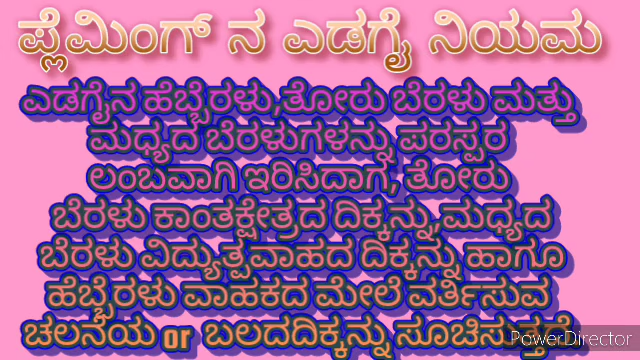 ಫ್ಲೆಮಿಂಗ್ ನ ಎಡಗೈ ನಿಯಮ
ಎಡಗೈನ ಹೆಬ್ಬೆರಳು,ತೋರು ಬೆರಳು ಮತ್ತು
ಮಧ್ಯದ ಬೆರಳುಗಳನ್ನು ಪರಸ್ಪರ
ಲಂಬವಾಗಿ ಇರಿಸಿದಾಗ, ತೋರು
ಬೆರಳು ಕಾಂತಕ್ಷೇತ್ರದ ದಿಕ್ಕನ್ನು,ಮಧ್ಯದ
ಬೆರಳು ವಿದ್ಯುತ್ಪವಾಹದ ದಿಕ್ಕನ್ನು ಹಾಗೂ
ಹೆಬ್ಬೆರಳು ವಾಹಕದ ಮೇಲೆ ವರ್ತಿಸುವ
ಚಲನೆಯ or ಬಲದದಿಕ್ಕನ್ನು ಸೂಚಿಸುತ್ತದೆ
PowerDirector